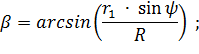 β = arcsin(r₁ · sin ψ / R) ;